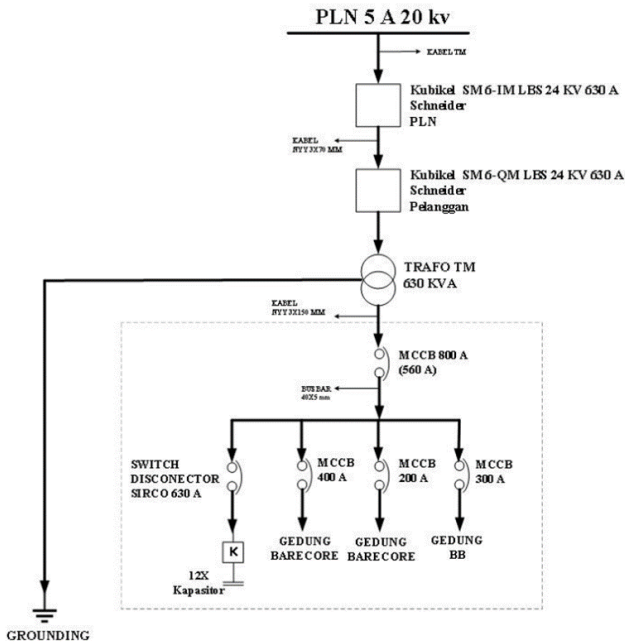 PLN 5 A 20 kv
KABEL TM
Kubikel SM6-IM LBS 24 KV 630 A
Schneider
PLN
KABEL
NYY 3X70 MM
Kubikel SM6-QM LBS 24 KV 630 A
Schneider
Pelanggan
TRAFO TM
630 KVA
KABEL
NYY 3X150 MM
MCCB 800 A
(560 A)
BUSBAR
40X5 mm
SWITCH
DISCONECTOR
SIRCO 630 A
MCCB
400 A
MCCB
200 A
MCCB
300 A
GEDUNG
BARECORE
GEDUNG
BARECORE
GEDUNG
BB
K
12X
Kapasitor
GROUNDING